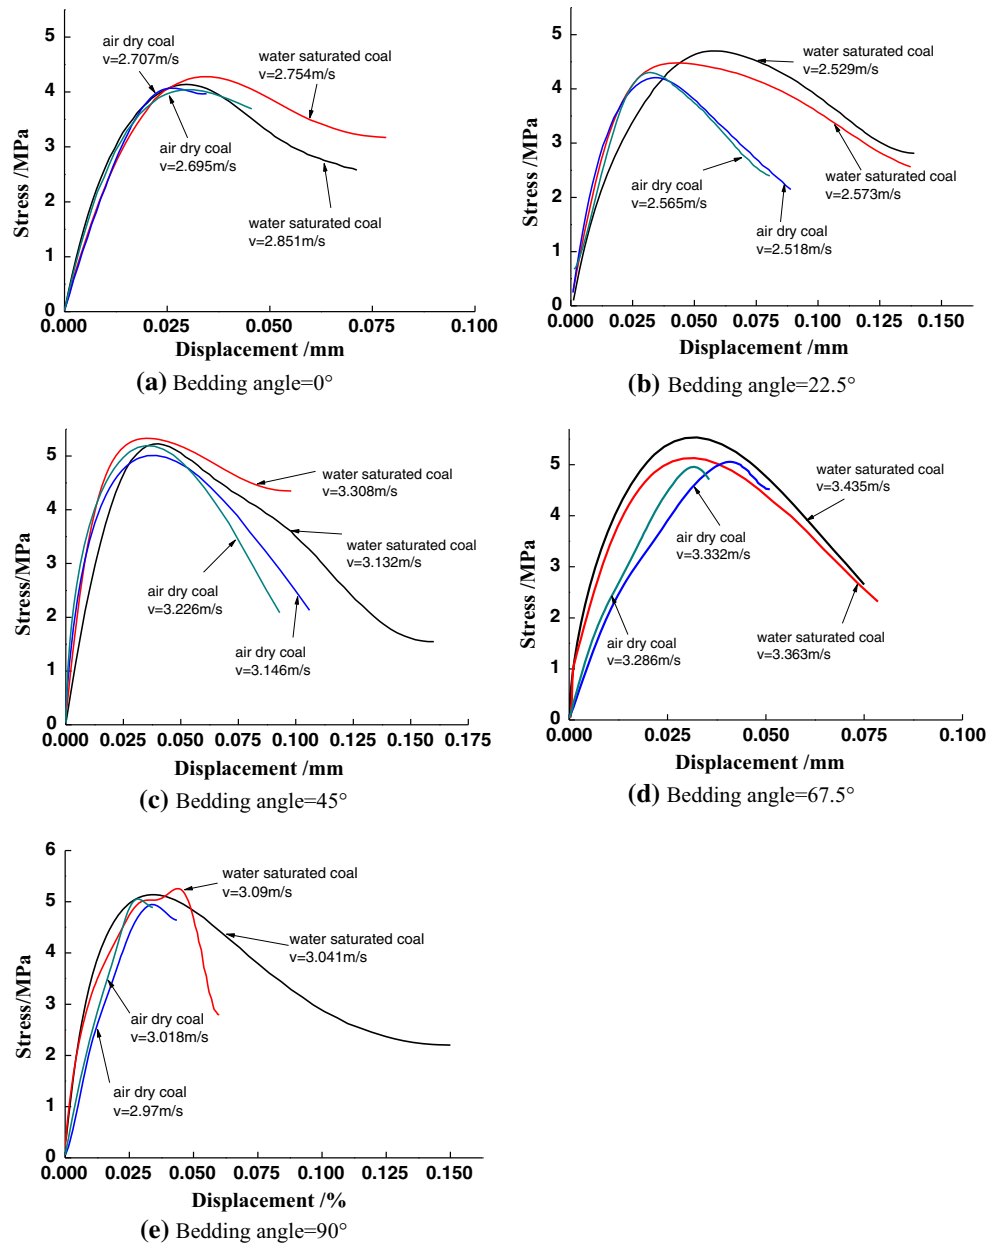 5
4
3
2
1
0
Stress /MPa
air dry coal
v=2.707m/s
water saturated coal
v=2.754m/s
air dry coal
v=2.695m/s
water saturated coal
v=2.851m/s
0.000 0.025 0.050 0.075 0.100
Displacement /mm
(a) Bedding angle=0°
5
4
3
2
1
0
Stress /MPa
water saturated coal
v=2.529m/s
air dry coal
v=2.565m/s
water saturated coal
v=2.573m/s
air dry coal
v=2.518m/s
0.000 0.025 0.050 0.075 0.100 0.125 0.150
Displacement /mm
(b) Bedding angle=22.5°
5
4
3
2
1
0
Stress/MPa
water saturated coal
v=3.308m/s
water saturated coal
v=3.132m/s
air dry coal
v=3.226m/s
air dry coal
v=3.146m/s
0.000 0.025 0.050 0.075 0.100 0.125 0.150 0.175
Displacement /mm
(c) Bedding angle=45°
5
4
3
2
1
0
Stress /MPa
water saturated coal
v=3.435m/s
air dry coal
v=3.332m/s
air dry coal
v=3.286m/s
water saturated coal
v=3.363m/s
0.000 0.025 0.050 0.075 0.100
Displacement /mm
(d) Bedding angle=67.5°
6
5
4
3
2
1
0
Stress/MPa
water saturated coal
v=3.09m/s
water saturated coal
v=3.041m/s
air dry coal
v=3.018m/s
air dry coal
v=2.97m/s
0.000 0.025 0.050 0.075 0.100 0.125 0.150
Displacement /%
(e) Bedding angle=90°